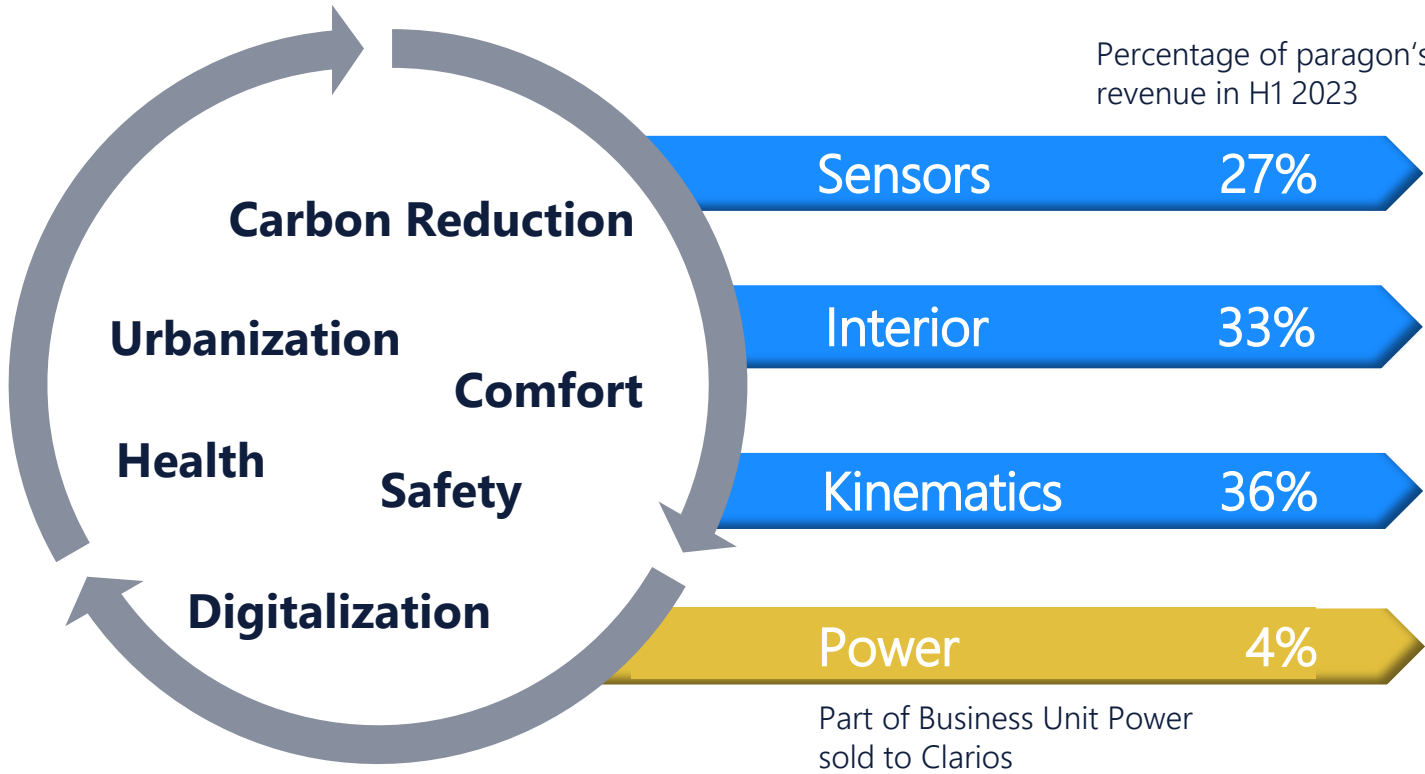 Percentage of paragon's
revenue in H1 2023
Sensors 27%
Carbon Reduction
Interior 33%
Urbanization
Comfort
Health
Safety
Kinematics 36%
Digitalization
Power 4%
Part of Business Unit Power
sold to Clarios